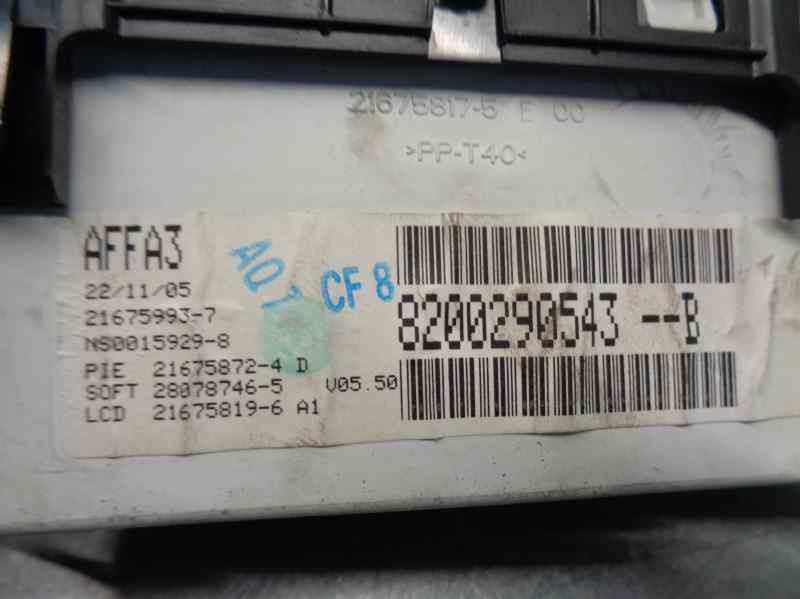 21675817-5 E 00
>PP-T40<
AFFA3
22/11/05
21675993-7
NS0015929-8
PIE 21675872-4 D
SOFT 28078746-5 V05.50
LCD 21675819-6 A1
A07
CF 8
8200290543 --B